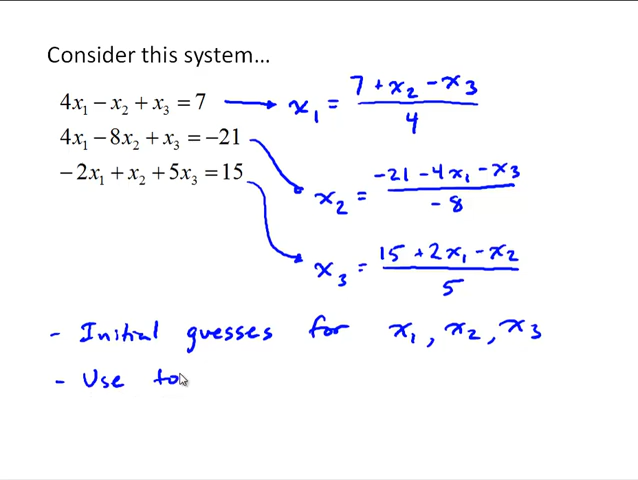 Consider this system...
4x₁ − x₂ + x₃ = 7
x₁ = (7 + x₂ − x₃)/4
4x₁ − 8x₂ + x₃ = −21
x₂ = (−21 − 4x₁ − x₃)/−8
−2x₁ + x₂ + 5x₃ = 15
x₃ = (15 + 2x₁ − x₂)/5
- Initial guesses for x₁, x₂, x₃
- Use to